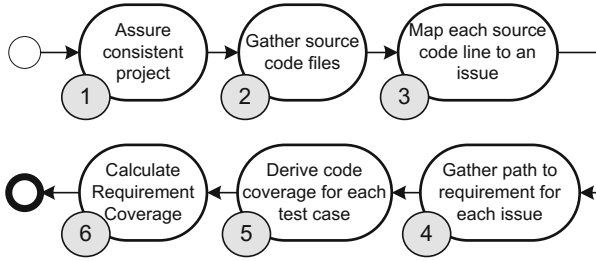 Assure
consistent
project
1
Gather source
code files
2
Map each source
code line to an
issue
3
Gather path to
requirement for
each issue
4
Derive code
coverage for each
test case
5
Calculate
Requirement
Coverage
6